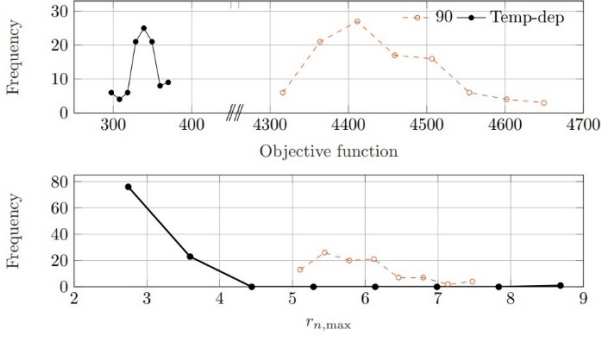 30
20
10
0
Frequency
90 Temp-dep
300 400 4300 4400 4500 4600 4700
Objective function
80
60
40
20
0
Frequency
2 3 4 5 6 7 8 9
r_{n,max}